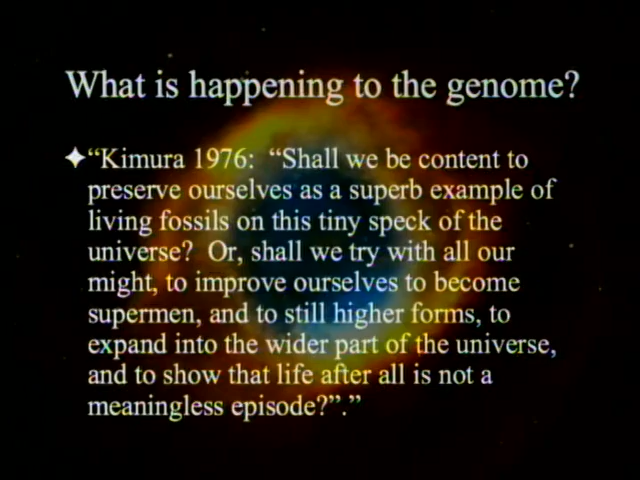 What is happening to the genome?
“Kimura 1976: “Shall we be content to
preserve ourselves as a superb example of
living fossils on this tiny speck of the
universe? Or, shall we try with all our
might, to improve ourselves to become
supermen, and to still higher forms, to
expand into the wider part of the universe,
and to show that life after all is not a
meaningless episode?”.”